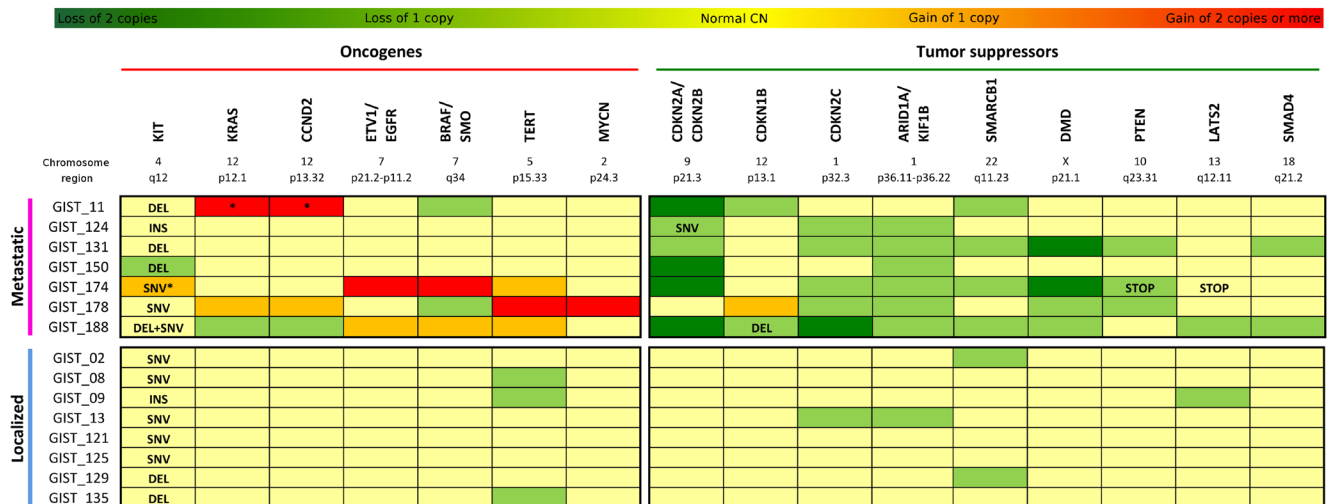 Loss of 2 copies Loss of 1 copy Normal CN Gain of 1 copy Gain of 2 copies or more
Oncogenes Tumor suppressors
KIT KRAS CCND2 ETV1/ EGFR BRAF/ SMO TERT MYCN CDKN2A/ CDKN2B CDKN1B CDKN2C ARID1A/ KIF1B SMARCB1 DMD PTEN LATS2 SMAD4
Chromosome 4 12 12 7 7 5 2 9 12 1 1 22 X 10 13 18
region q12 p12.1 p13.32 p21.2-p11.2 q34 p15.33 p24.3 p21.3 p13.1 p32.3 p36.11-p36.22 q11.23 p21.1 q23.31 q12.11 q21.2
Metastatic
GIST_11 DEL * *
GIST_124 INS SNV
GIST_131 DEL
GIST_150 DEL
GIST_174 SNV* STOP STOP
GIST_178 SNV
GIST_188 DEL+SNV DEL
Localized
GIST_02 SNV
GIST_08 SNV
GIST_09 INS
GIST_13 SNV
GIST_121 SNV
GIST_125 SNV
GIST_129 DEL
GIST_135 DEL